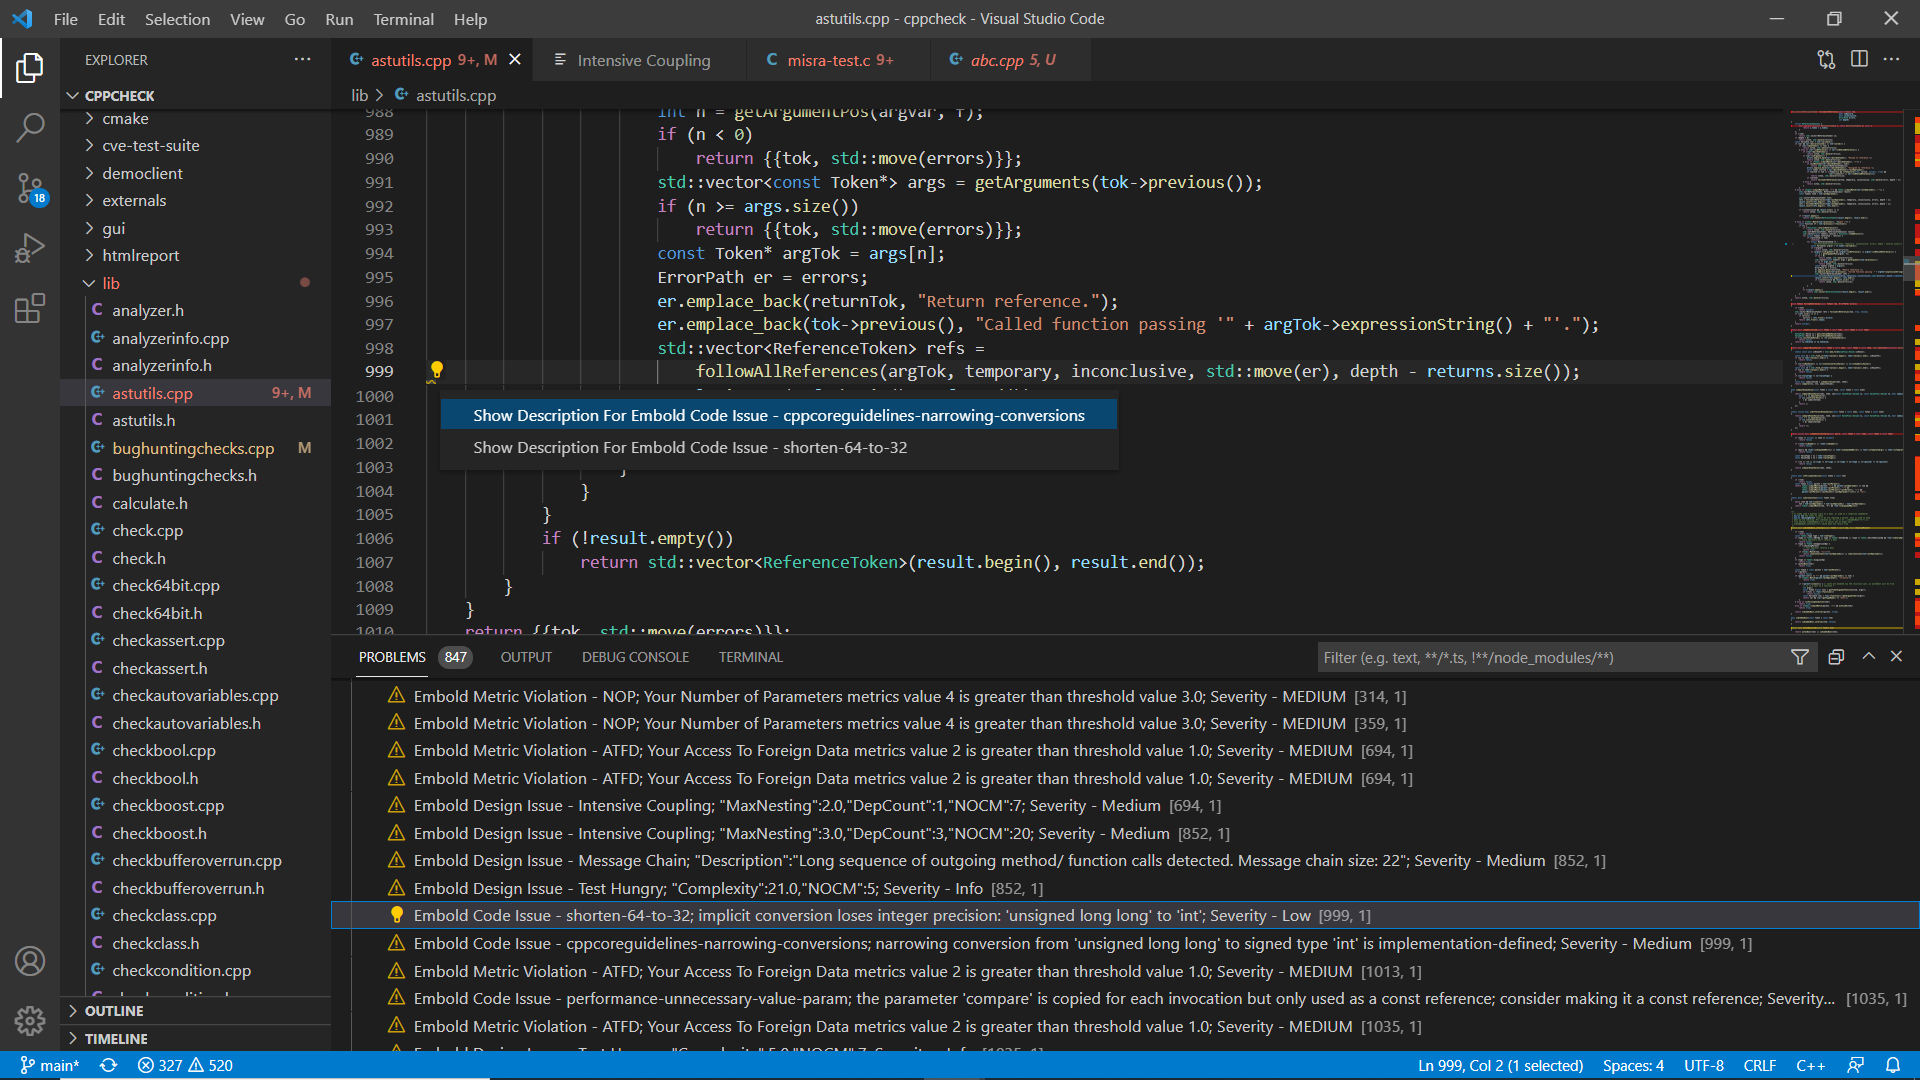 File Edit Selection View Go Run Terminal Help
astutils.cpp - cppcheck - Visual Studio Code
EXPLORER
CPPCHECK
cmake
cve-test-suite
democlient
externals
gui
htmlreport
lib
analyzer.h
analyzerinfo.cpp
analyzerinfo.h
astutils.cpp 9+, M
astutils.h
bughuntingchecks.cpp M
bughuntingchecks.h
calculate.h
check.cpp
check.h
check64bit.cpp
check64bit.h
checkassert.cpp
checkassert.h
checkautovariables.cpp
checkautovariables.h
checkbool.cpp
checkbool.h
checkboost.cpp
checkboost.h
checkbufferoverrun.cpp
checkbufferoverrun.h
checkclass.cpp
checkclass.h
checkcondition.cpp
OUTLINE
TIMELINE
18
astutils.cpp 9+, M
Intensive Coupling
misra-test.c 9+
abc.cpp 5, U
lib > astutils.cpp
988 int n = getArgumentPos(argvar, f);
989 if (n < 0)
990 return {{tok, std::move(errors)}};
991 std::vector<const Token*> args = getArguments(tok->previous());
992 if (n >= args.size())
993 return {{tok, std::move(errors)}};
994 const Token* argTok = args[n];
995 ErrorPath er = errors;
996 er.emplace_back(returnTok, "Return reference.");
997 er.emplace_back(tok->previous(), "Called function passing '" + argTok->expressionString() + "'.");
998 std::vector<ReferenceToken> refs =
999 followAllReferences(argTok, temporary, inconclusive, std::move(er), depth - returns.size());
1000
Show Description For Embold Code Issue - cppcoreguidelines-narrowing-conversions
1001
Show Description For Embold Code Issue - shorten-64-to-32
1002
1003 }
1004 }
1005 }
1006 if (!result.empty())
1007 return std::vector<ReferenceToken>(result.begin(), result.end());
1008 }
1009 }
1010 return {{tok, std::move(errors)}};
PROBLEMS 847 OUTPUT DEBUG CONSOLE TERMINAL
Filter (e.g. text, **/*.ts, !**/node_modules/**)
Embold Metric Violation - NOP; Your Number of Parameters metrics value 4 is greater than threshold value 3.0; Severity - MEDIUM [314, 1]
Embold Metric Violation - NOP; Your Number of Parameters metrics value 4 is greater than threshold value 3.0; Severity - MEDIUM [359, 1]
Embold Metric Violation - ATFD; Your Access To Foreign Data metrics value 2 is greater than threshold value 1.0; Severity - MEDIUM [694, 1]
Embold Metric Violation - ATFD; Your Access To Foreign Data metrics value 2 is greater than threshold value 1.0; Severity - MEDIUM [694, 1]
Embold Design Issue - Intensive Coupling; "MaxNesting":2.0,"DepCount":1,"NOCM":7; Severity - Medium [694, 1]
Embold Design Issue - Intensive Coupling; "MaxNesting":3.0,"DepCount":3,"NOCM":20; Severity - Medium [852, 1]
Embold Design Issue - Message Chain; "Description":"Long sequence of outgoing method/ function calls detected. Message chain size: 22"; Severity - Medium [852, 1]
Embold Design Issue - Test Hungry; "Complexity":21.0,"NOCM":5; Severity - Info [852, 1]
Embold Code Issue - shorten-64-to-32; implicit conversion loses integer precision: 'unsigned long long' to 'int'; Severity - Low [999, 1]
Embold Code Issue - cppcoreguidelines-narrowing-conversions; narrowing conversion from 'unsigned long long' to signed type 'int' is implementation-defined; Severity - Medium [999, 1]
Embold Metric Violation - ATFD; Your Access To Foreign Data metrics value 2 is greater than threshold value 1.0; Severity - MEDIUM [1013, 1]
Embold Code Issue - performance-unnecessary-value-param; the parameter 'compare' is copied for each invocation but only used as a const reference; consider making it a const reference; Severity... [1035, 1]
Embold Metric Violation - ATFD; Your Access To Foreign Data metrics value 2 is greater than threshold value 1.0; Severity - MEDIUM [1035, 1]
main* 327 520
Ln 999, Col 2 (1 selected) Spaces: 4 UTF-8 CRLF C++